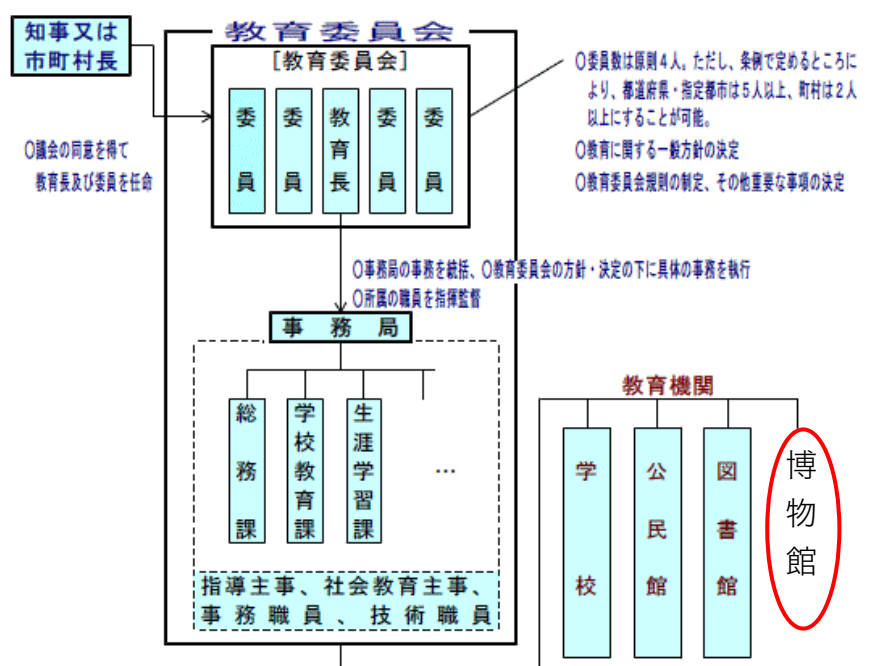 知事又は
市町村長
教育委員会
[教育委員会]
委員
委員
教育長
委員
委員
〇委員数は原則４人。ただし、条例で定めるところに
より、都道府県・指定都市は５人以上、町村は２人
以上にすることが可能。
〇教育に関する一般方針の決定
〇教育委員会規則の制定、その他重要な事項の決定
〇議会の同意を得て
教育長及び委員を任命
〇事務局の事務を統括、〇教育委員会の方針・決定の下に具体の事務を執行
〇所属の職員を指揮監督
事務局
総務課
学校教育課
生涯学習課
…
指導主事、社会教育主事、
事務職員、技術職員
教育機関
学校
公民館
図書館
博物館